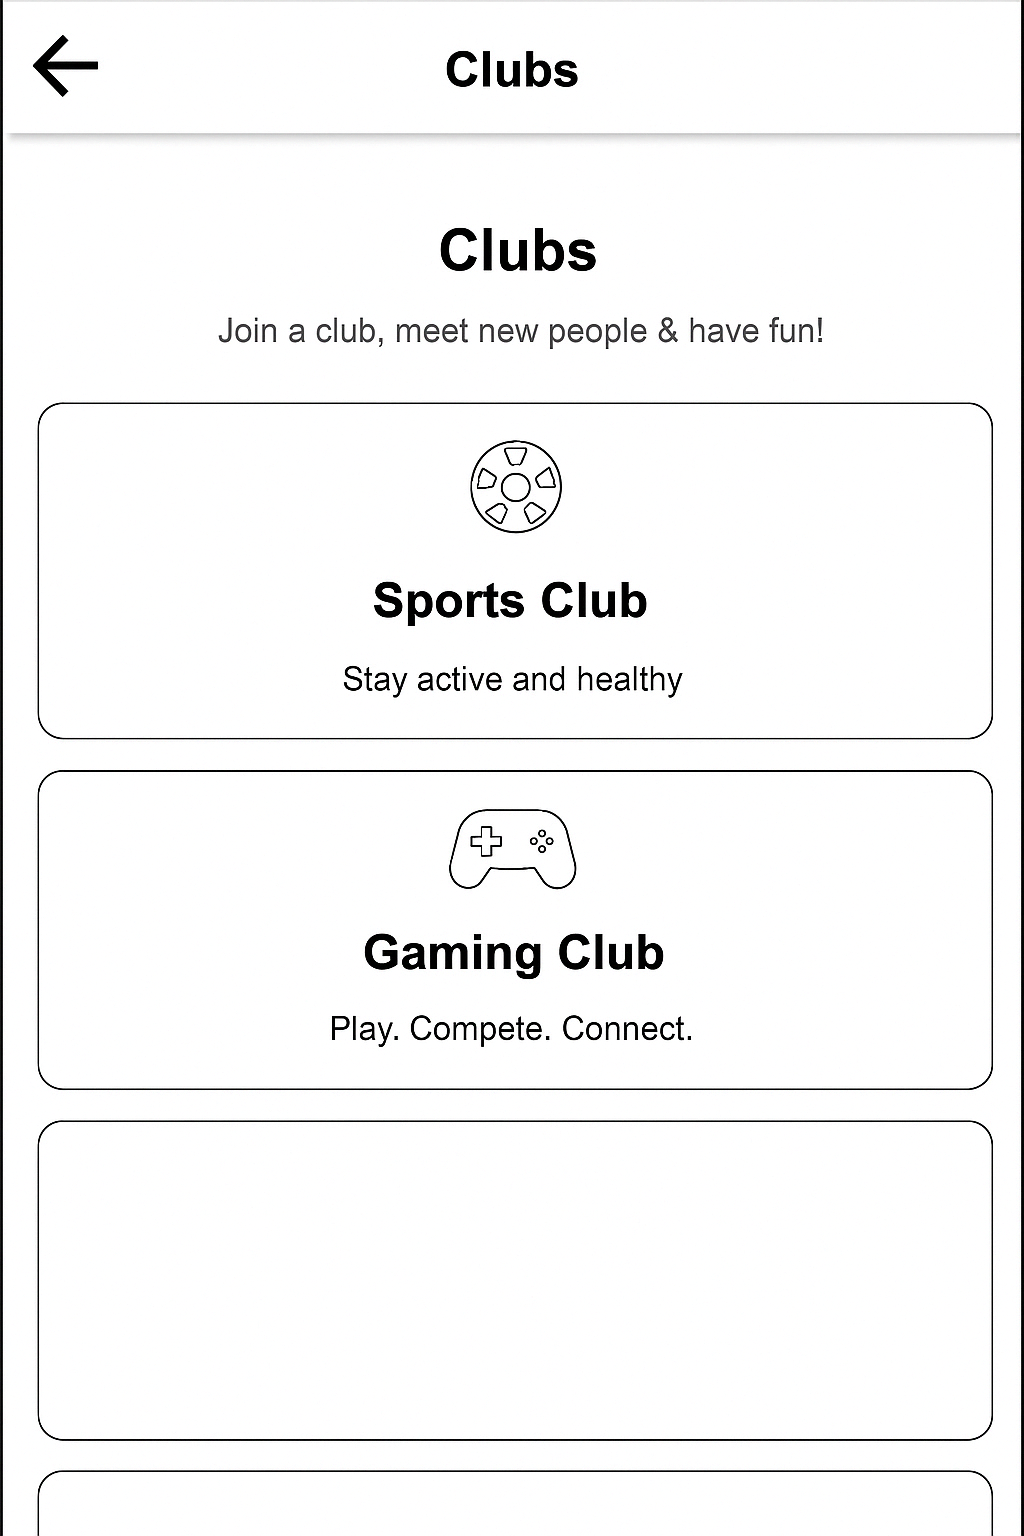 Clubs
Clubs
Join a club, meet new people & have fun!
Sports Club
Stay active and healthy
Gaming Club
Play. Compete. Connect.